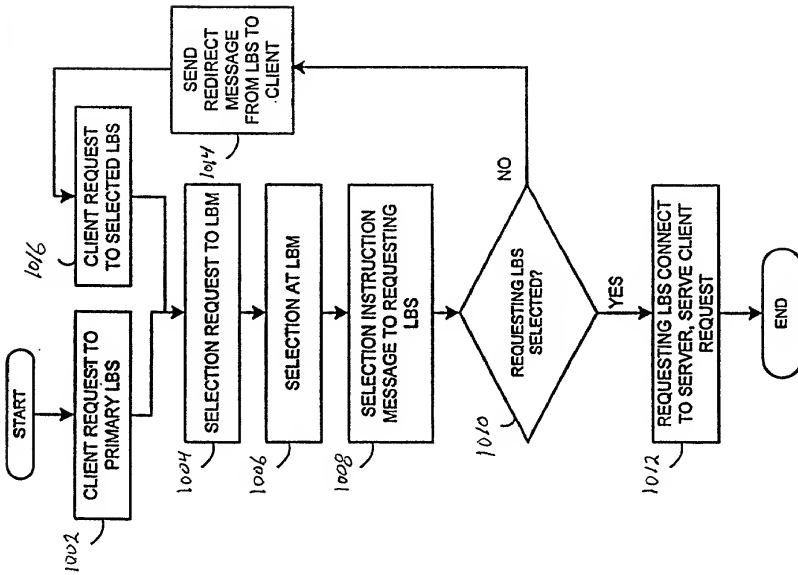 START
CLIENT REQUEST TO
PRIMARY LBS
1002
CLIENT REQUEST
TO SELECTED LBS
1016
SELECTION REQUEST TO LBM
1004
SELECTION AT LBM
1006
SELECTION INSTRUCTION
MESSAGE TO REQUESTING
LBS
1008
REQUESTING LBS
SELECTED?
1010
NO
SEND
REDIRECT
MESSAGE
FROM LBS TO
CLIENT
1014
YES
REQUESTING LBS CONNECT
TO SERVER, SERVE CLIENT
REQUEST
1012
END